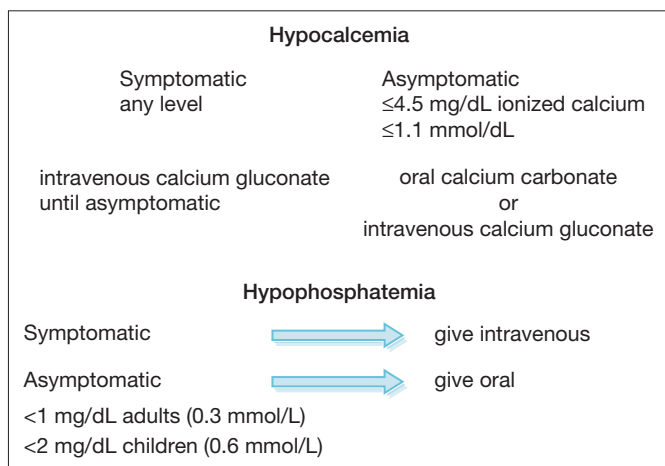 Hypocalcemia
Symptomatic
any level
Asymptomatic
≤4.5 mg/dL ionized calcium
≤1.1 mmol/dL
intravenous calcium gluconate
until asymptomatic
oral calcium carbonate
or
intravenous calcium gluconate
Hypophosphatemia
Symptomatic give intravenous
Asymptomatic give oral
<1 mg/dL adults (0.3 mmol/L)
<2 mg/dL children (0.6 mmol/L)